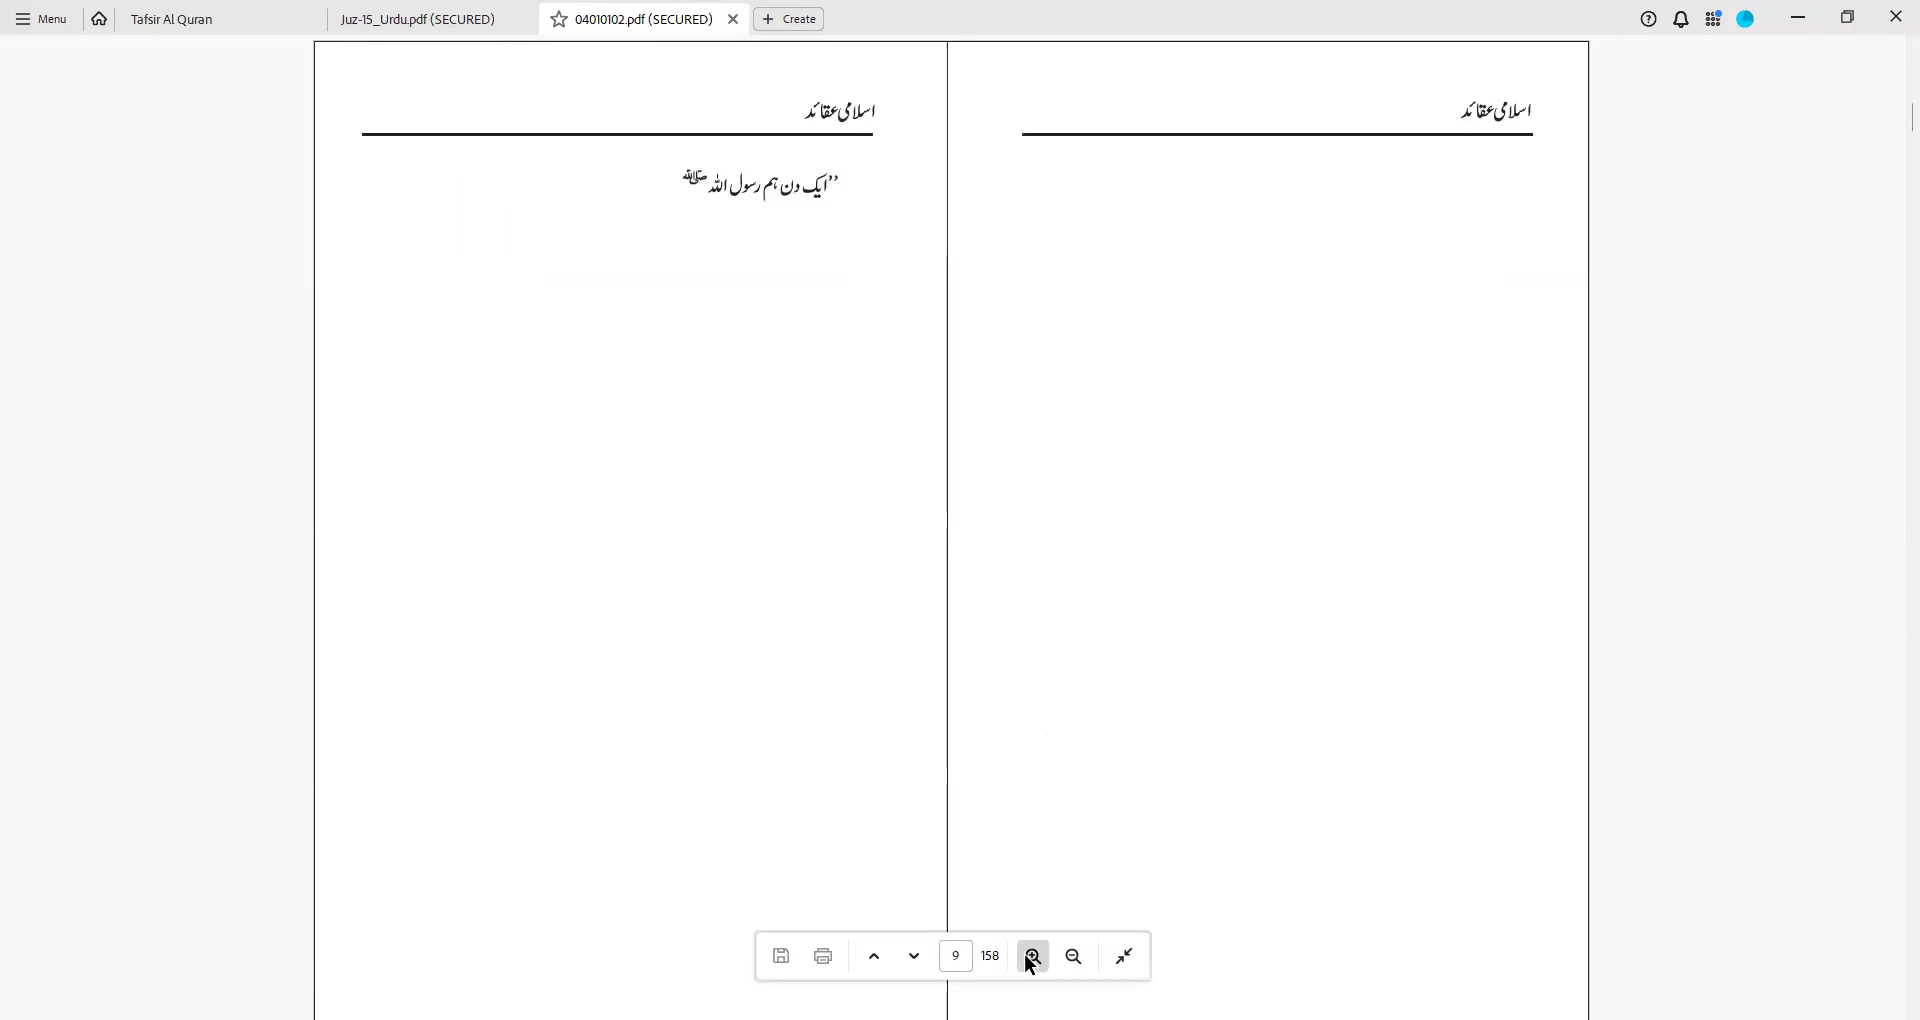 Menu
Tafsir Al Quran
Juz-15_Urdu.pdf (SECURED)
04010102.pdf (SECURED)
Create
اسلامی عقائد
اسلامی عقائد
’’ایک دن ہم رسول اللہ ﷺ
9 158